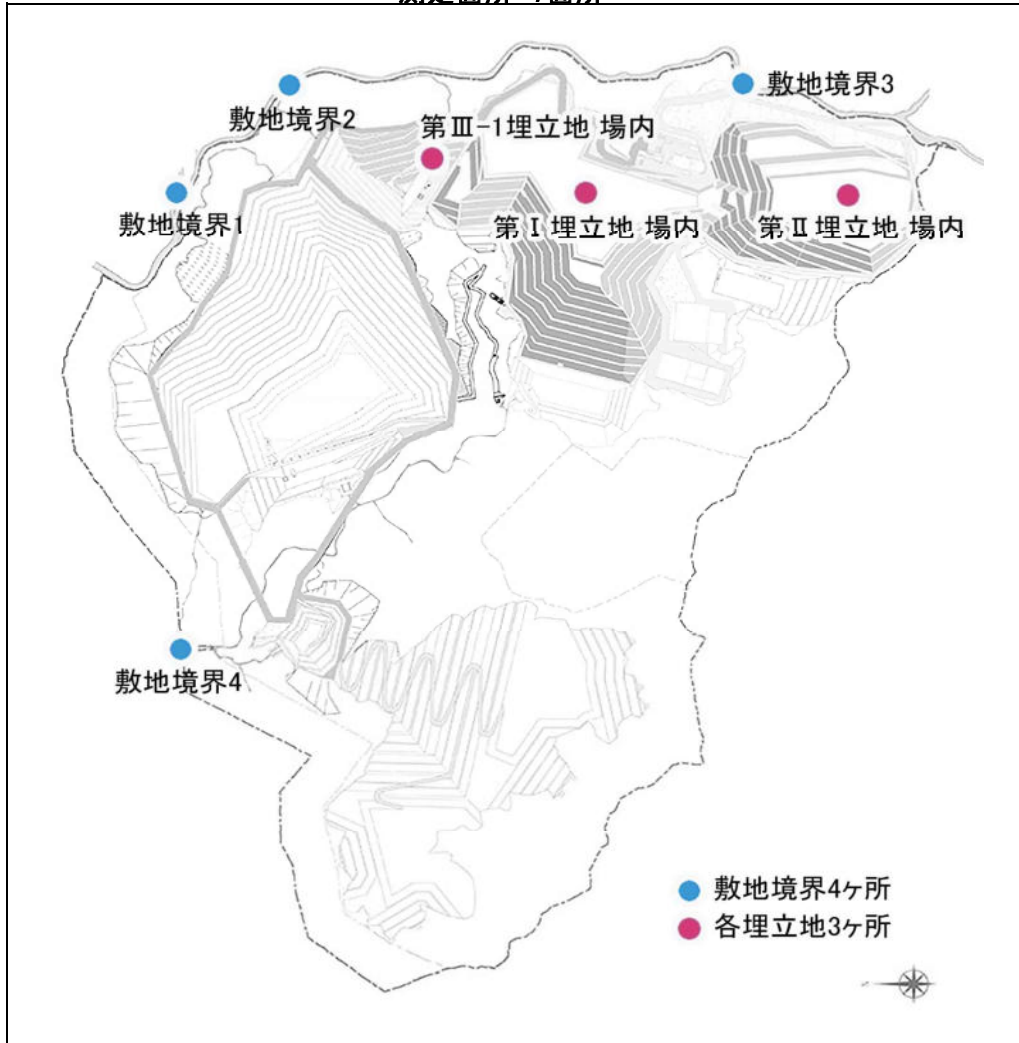 敷地境界3
敷地境界2
第Ⅲ-1埋立地 場内
敷地境界1
第Ⅰ埋立地 場内
第Ⅱ埋立地 場内
敷地境界4
敷地境界4ヶ所
各埋立地3ヶ所